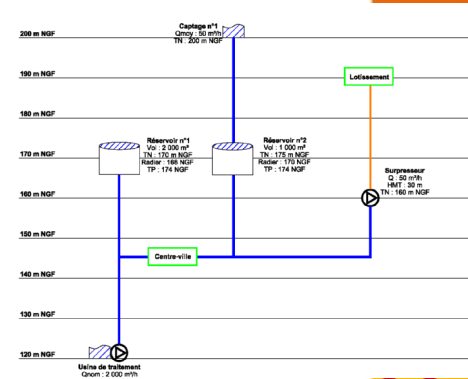 Captage n°1
Qmoy : 50 m³/h
TN : 200 m NGF
200 m NGF
190 m NGF
Lotissement
180 m NGF
Réservoir n°1
Vol : 2 000 m³
TN : 170 m NGF
Radier : 168 m NGF
TP : 174 NGF
Réservoir n°2
Vol : 1 000 m³
TN : 175 m NGF
Radier : 170 NGF
TP : 174 NGF
170 m NGF
Surpresseur
Q : 50 m³/h
HMT : 30 m
TN : 160 m NGF
160 m NGF
150 m NGF
Centre-ville
140 m NGF
130 m NGF
120 m NGF
Usine de traitement
Qnom : 2 000 m³/h